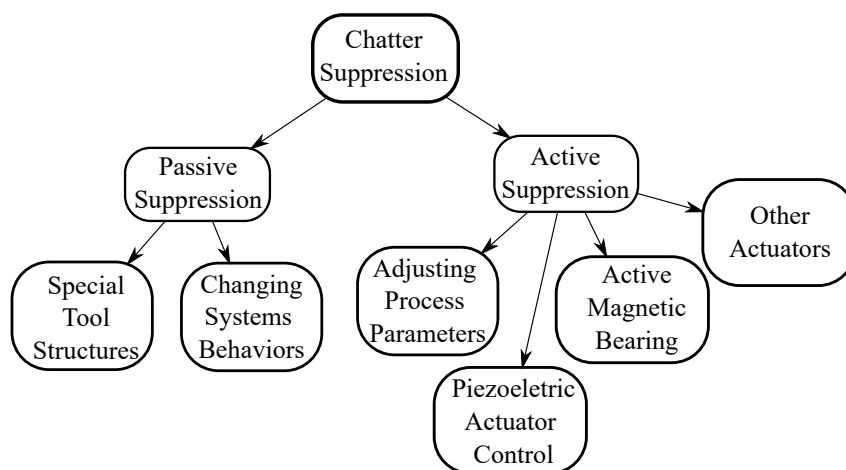 Chatter
Suppression
Passive
Suppression
Active
Suppression
Other
Actuators
Special
Tool
Structures
Changing
Systems
Behaviors
Adjusting
Process
Parameters
Active
Magnetic
Bearing
Piezoeletric
Actuator
Control